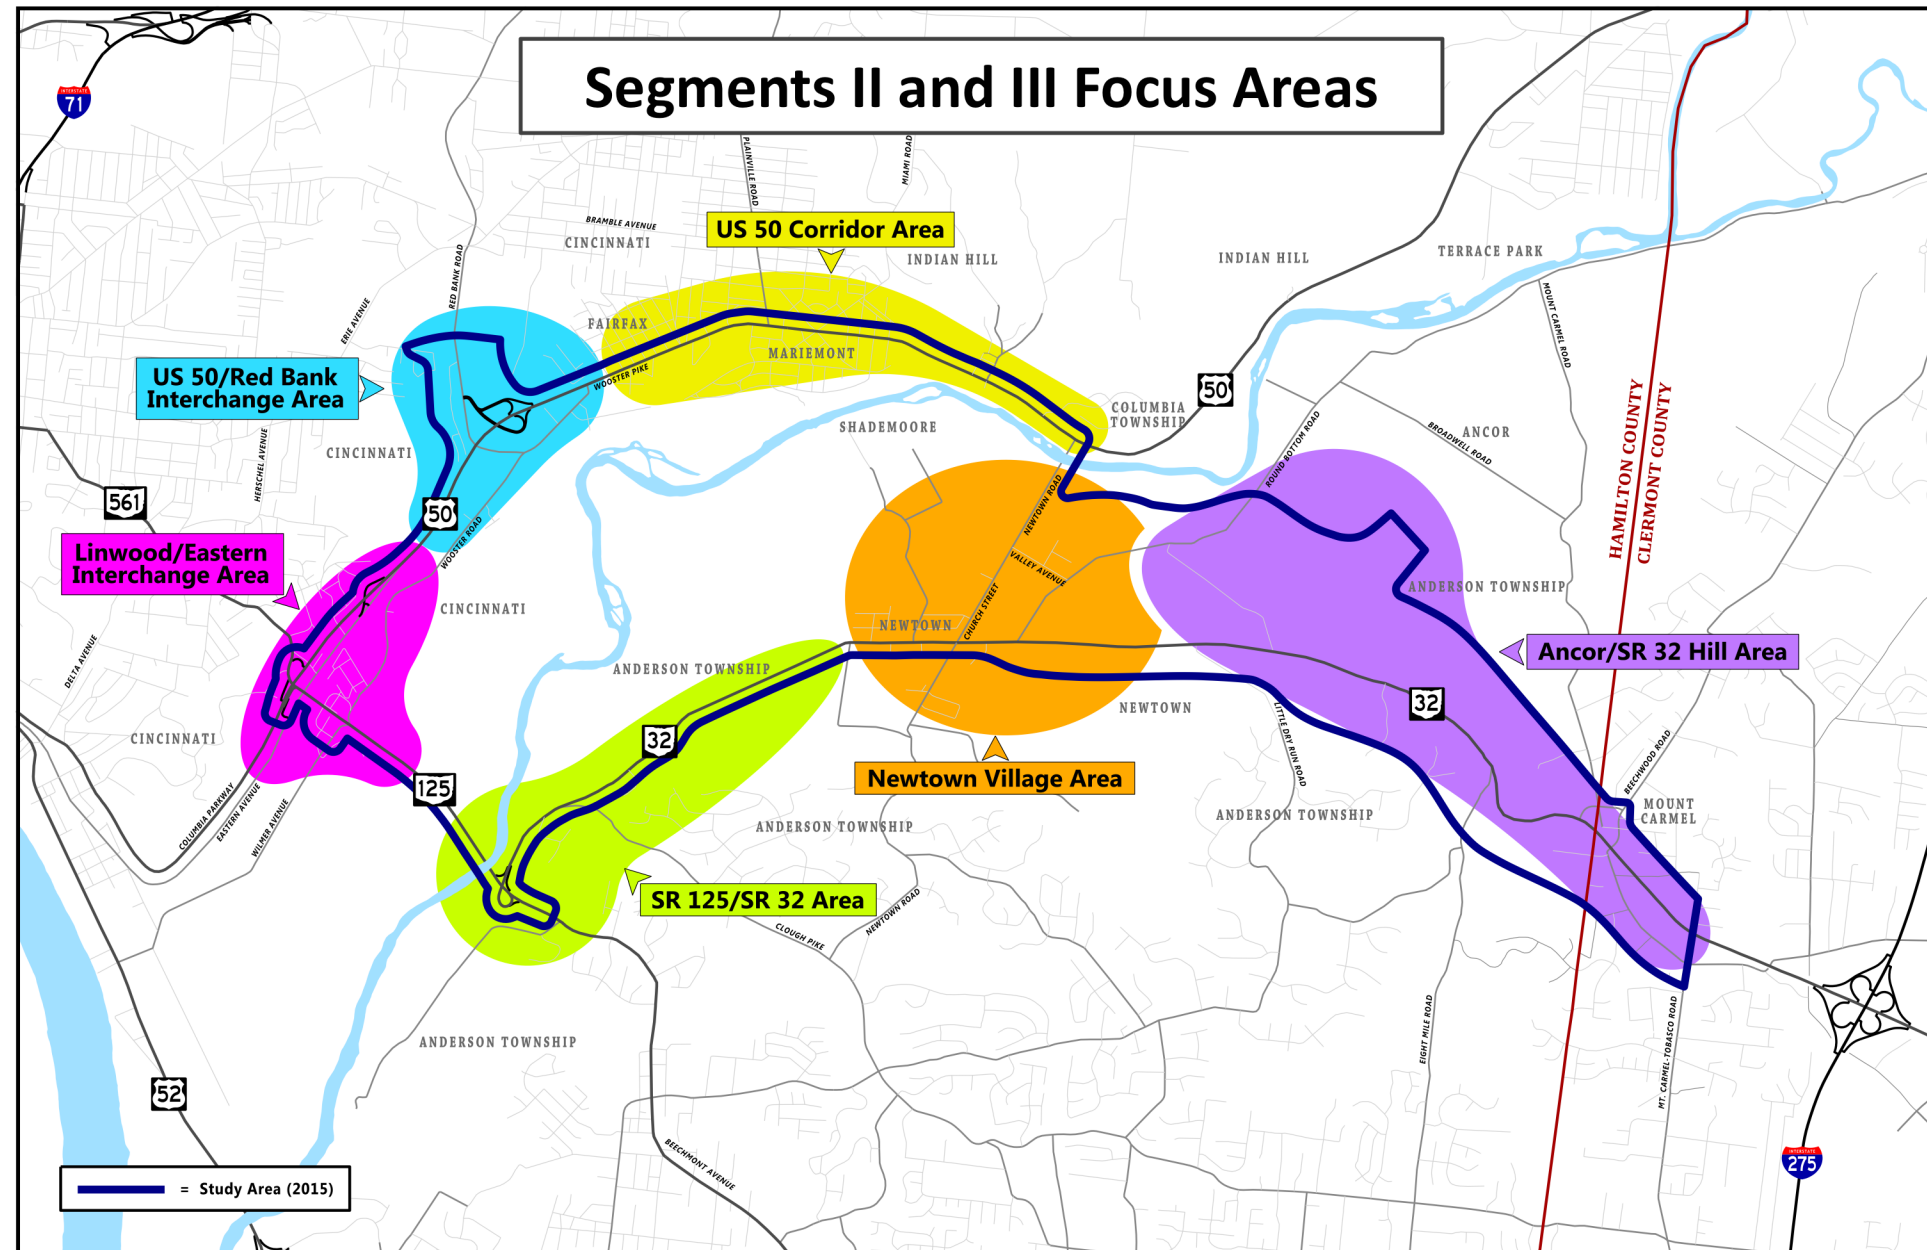 Segments II and III Focus Areas
INTERSTATE
71
PLAINVILLE ROAD
MIAMI ROAD
BRAMBLE AVENUE
CINCINNATI
US 50 Corridor Area
INDIAN HILL
INDIAN HILL
TERRACE PARK
RED BANK ROAD
ERIE AVENUE
FAIRFAX
MOUNT CARMEL ROAD
MARIEMONT
WOOSTER PIKE
US 50/Red Bank
Interchange Area
50
COLUMBIA
TOWNSHIP
HAMILTON COUNTY
CLERMONT COUNTY
SHADEMOORE
ROUND BOTTOM ROAD
BROADWELL ROAD
ANCOR
CINCINNATI
HERSCHEL AVENUE
561
50
WOOSTER ROAD
NEWTOWN ROAD
Linwood/Eastern
Interchange Area
VALLEY AVENUE
ANDERSON TOWNSHIP
CINCINNATI
CHURCH STREET
NEWTOWN
DELTA AVENUE
ANDERSON TOWNSHIP
Ancor/SR 32 Hill Area
32
NEWTOWN
CINCINNATI
32
LITTLE DRY RUN ROAD
BEECHWOOD ROAD
Newtown Village Area
125
COLUMBIA PARKWAY
EASTERN AVENUE
WILMER AVENUE
ANDERSON TOWNSHIP
ANDERSON TOWNSHIP
MOUNT
CARMEL
SR 125/SR 32 Area
NEWTOWN ROAD
CLOUGH PIKE
EIGHT MILE ROAD
MT. CARMEL-TOBASCO ROAD
ANDERSON TOWNSHIP
52
BEECHMONT AVENUE
INTERSTATE
275
= Study Area (2015)